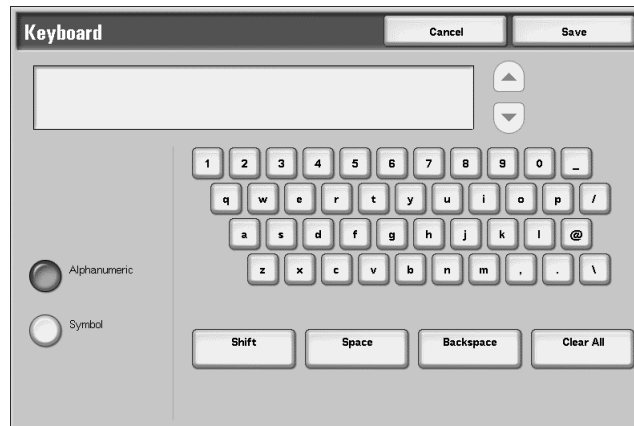 Keyboard Cancel Save
1 2 3 4 5 6 7 8 9 0 _
q w e r t y u i o p /
a s d f g h j k l @
Alphanumeric
z x c v b n m , . \
Symbol
Shift Space Backspace Clear All